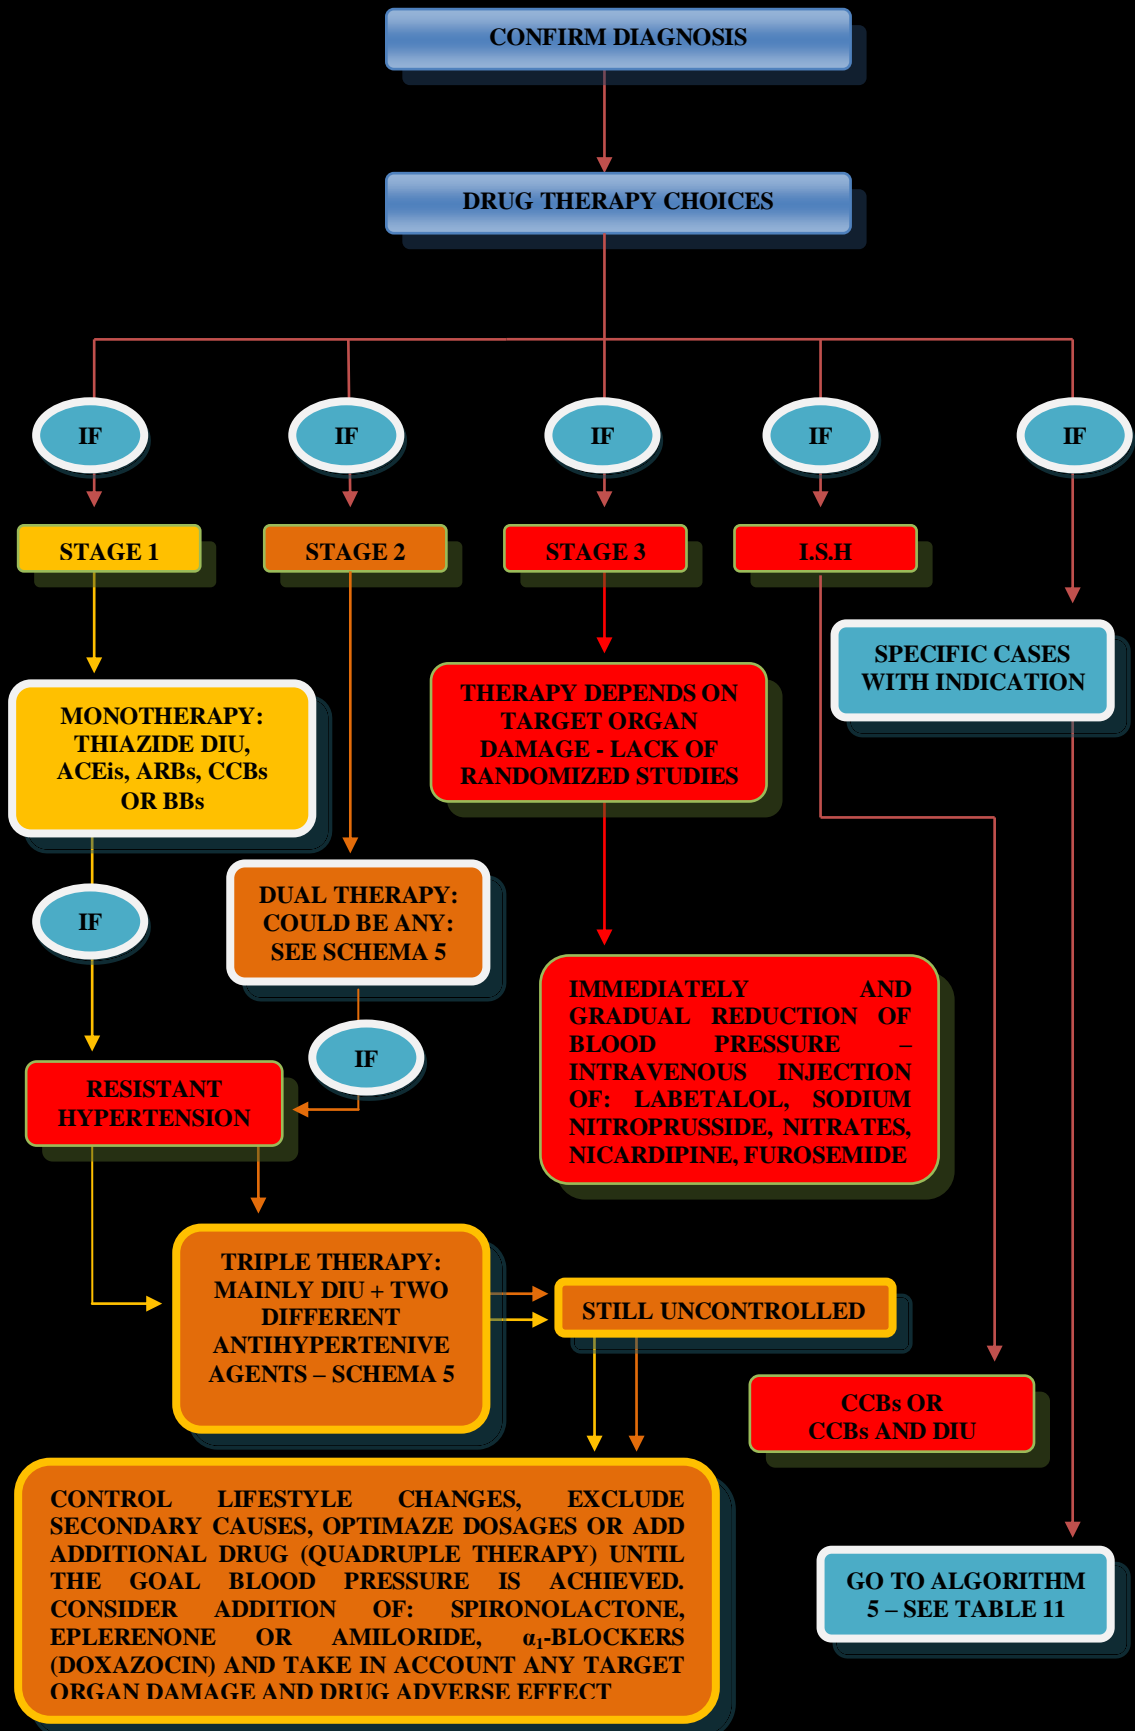 CONFIRM DIAGNOSIS
DRUG THERAPY CHOICES
IF
IF
IF
IF
IF
STAGE 1
STAGE 2
STAGE 3
I.S.H
SPECIFIC CASES
WITH INDICATION
MONOTHERAPY:
THIAZIDE DIU,
ACEis, ARBs, CCBs
OR BBs
THERAPY DEPENDS ON
TARGET ORGAN
DAMAGE - LACK OF
RANDOMIZED STUDIES
IF
DUAL THERAPY:
COULD BE ANY:
SEE SCHEMA 5
IF
IMMEDIATELY AND
GRADUAL REDUCTION OF
BLOOD PRESSURE –
INTRAVENOUS INJECTION
OF: LABETALOL, SODIUM
NITROPRUSSIDE, NITRATES,
NICARDIPINE, FUROSEMIDE
RESISTANT
HYPERTENSION
TRIPLE THERAPY:
MAINLY DIU + TWO
DIFFERENT
ANTIHYPERTENIVE
AGENTS – SCHEMA 5
STILL UNCONTROLLED
CCBs OR
CCBs AND DIU
CONTROL LIFESTYLE CHANGES, EXCLUDE
SECONDARY CAUSES, OPTIMAZE DOSAGES OR ADD
ADDITIONAL DRUG (QUADRUPLE THERAPY) UNTIL
THE GOAL BLOOD PRESSURE IS ACHIEVED.
CONSIDER ADDITION OF: SPIRONOLACTONE,
EPLERENONE OR AMILORIDE, α₁-BLOCKERS
(DOXAZOCIN) AND TAKE IN ACCOUNT ANY TARGET
ORGAN DAMAGE AND DRUG ADVERSE EFFECT
GO TO ALGORITHM
5 – SEE TABLE 11